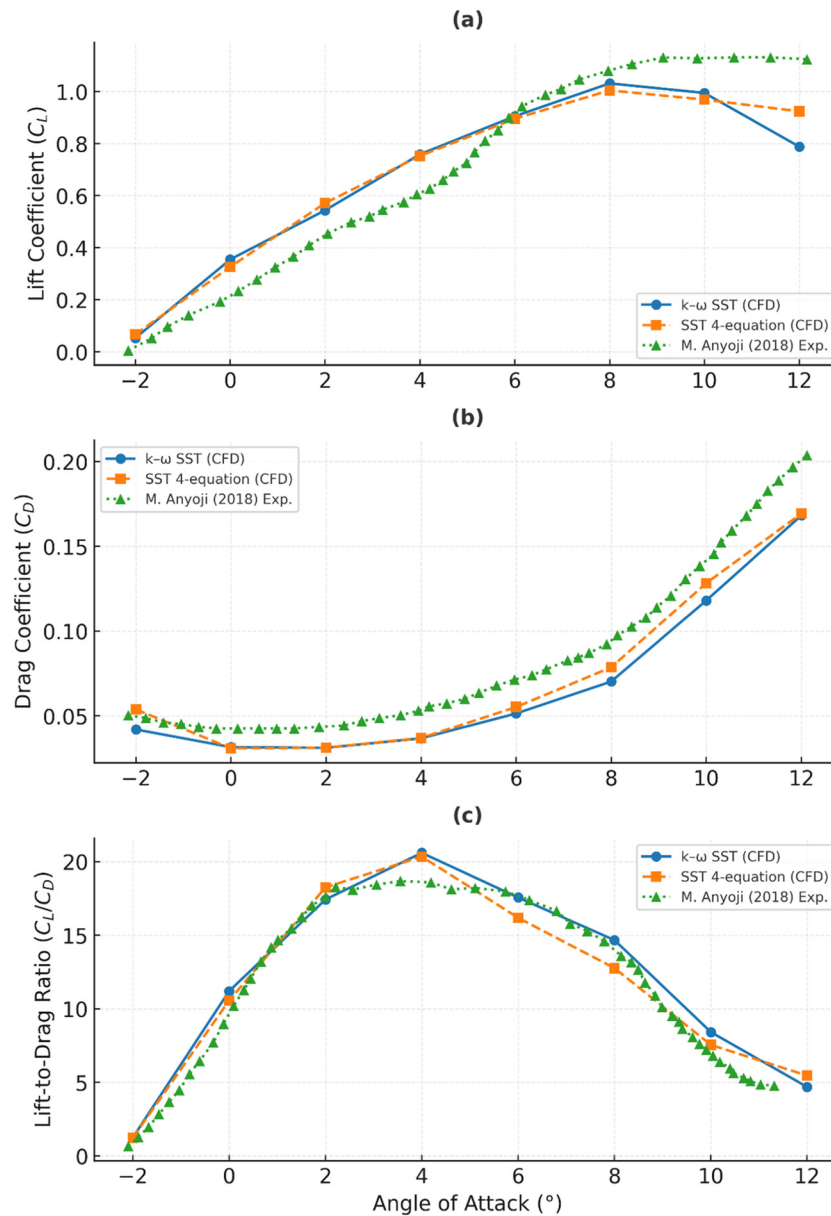 (a)
Lift Coefficient (C_L)
1.0
0.8
0.6
0.4
0.2
0.0
k–ω SST (CFD)
SST 4-equation (CFD)
M. Anyoji (2018) Exp.
−2 0 2 4 6 8 10 12
(b)
Drag Coefficient (C_D)
0.20
0.15
0.10
0.05
k–ω SST (CFD)
SST 4-equation (CFD)
M. Anyoji (2018) Exp.
−2 0 2 4 6 8 10 12
(c)
Lift-to-Drag Ratio (C_L/C_D)
20
15
10
5
0
k–ω SST (CFD)
SST 4-equation (CFD)
M. Anyoji (2018) Exp.
−2 0 2 4 6 8 10 12
Angle of Attack (°)